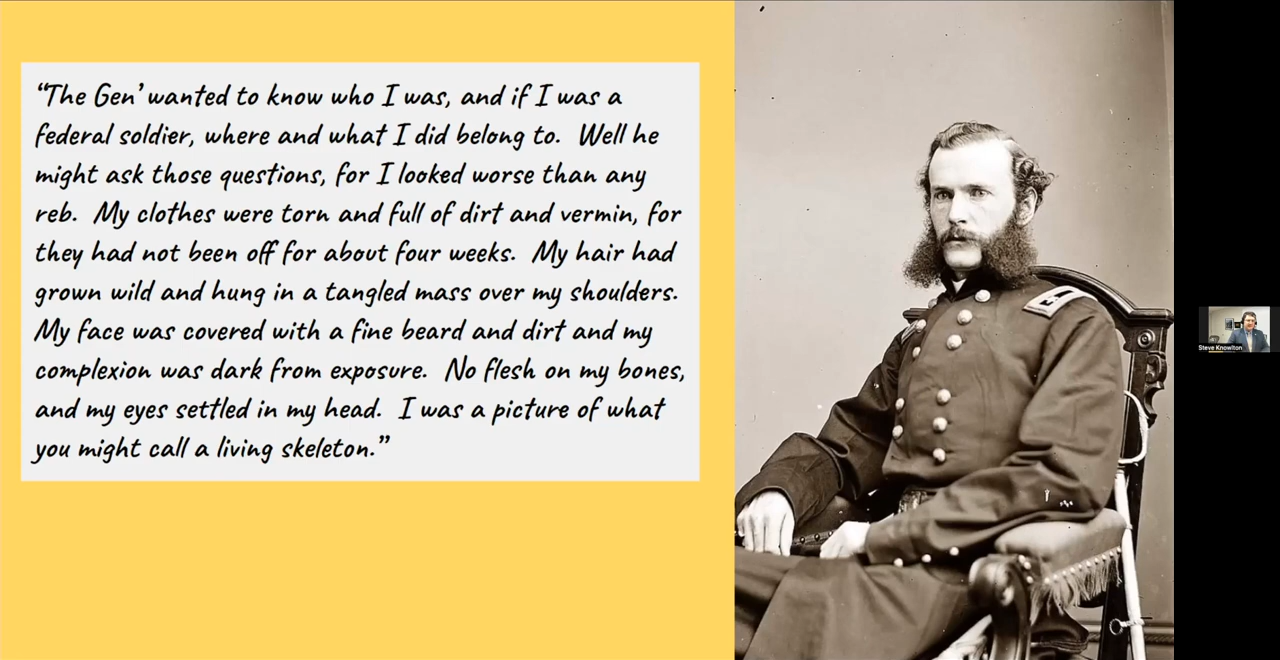 “The Gen’ wanted to know who I was, and if I was a
federal soldier, where and what I did belong to. Well he
might ask those questions, for I looked worse than any
reb. My clothes were torn and full of dirt and vermin, for
they had not been off for about four weeks. My hair had
grown wild and hung in a tangled mass over my shoulders.
My face was covered with a fine beard and dirt and my
complexion was dark from exposure. No flesh on my bones,
and my eyes settled in my head. I was a picture of what
you might call a living skeleton.”
Steve Knowlton